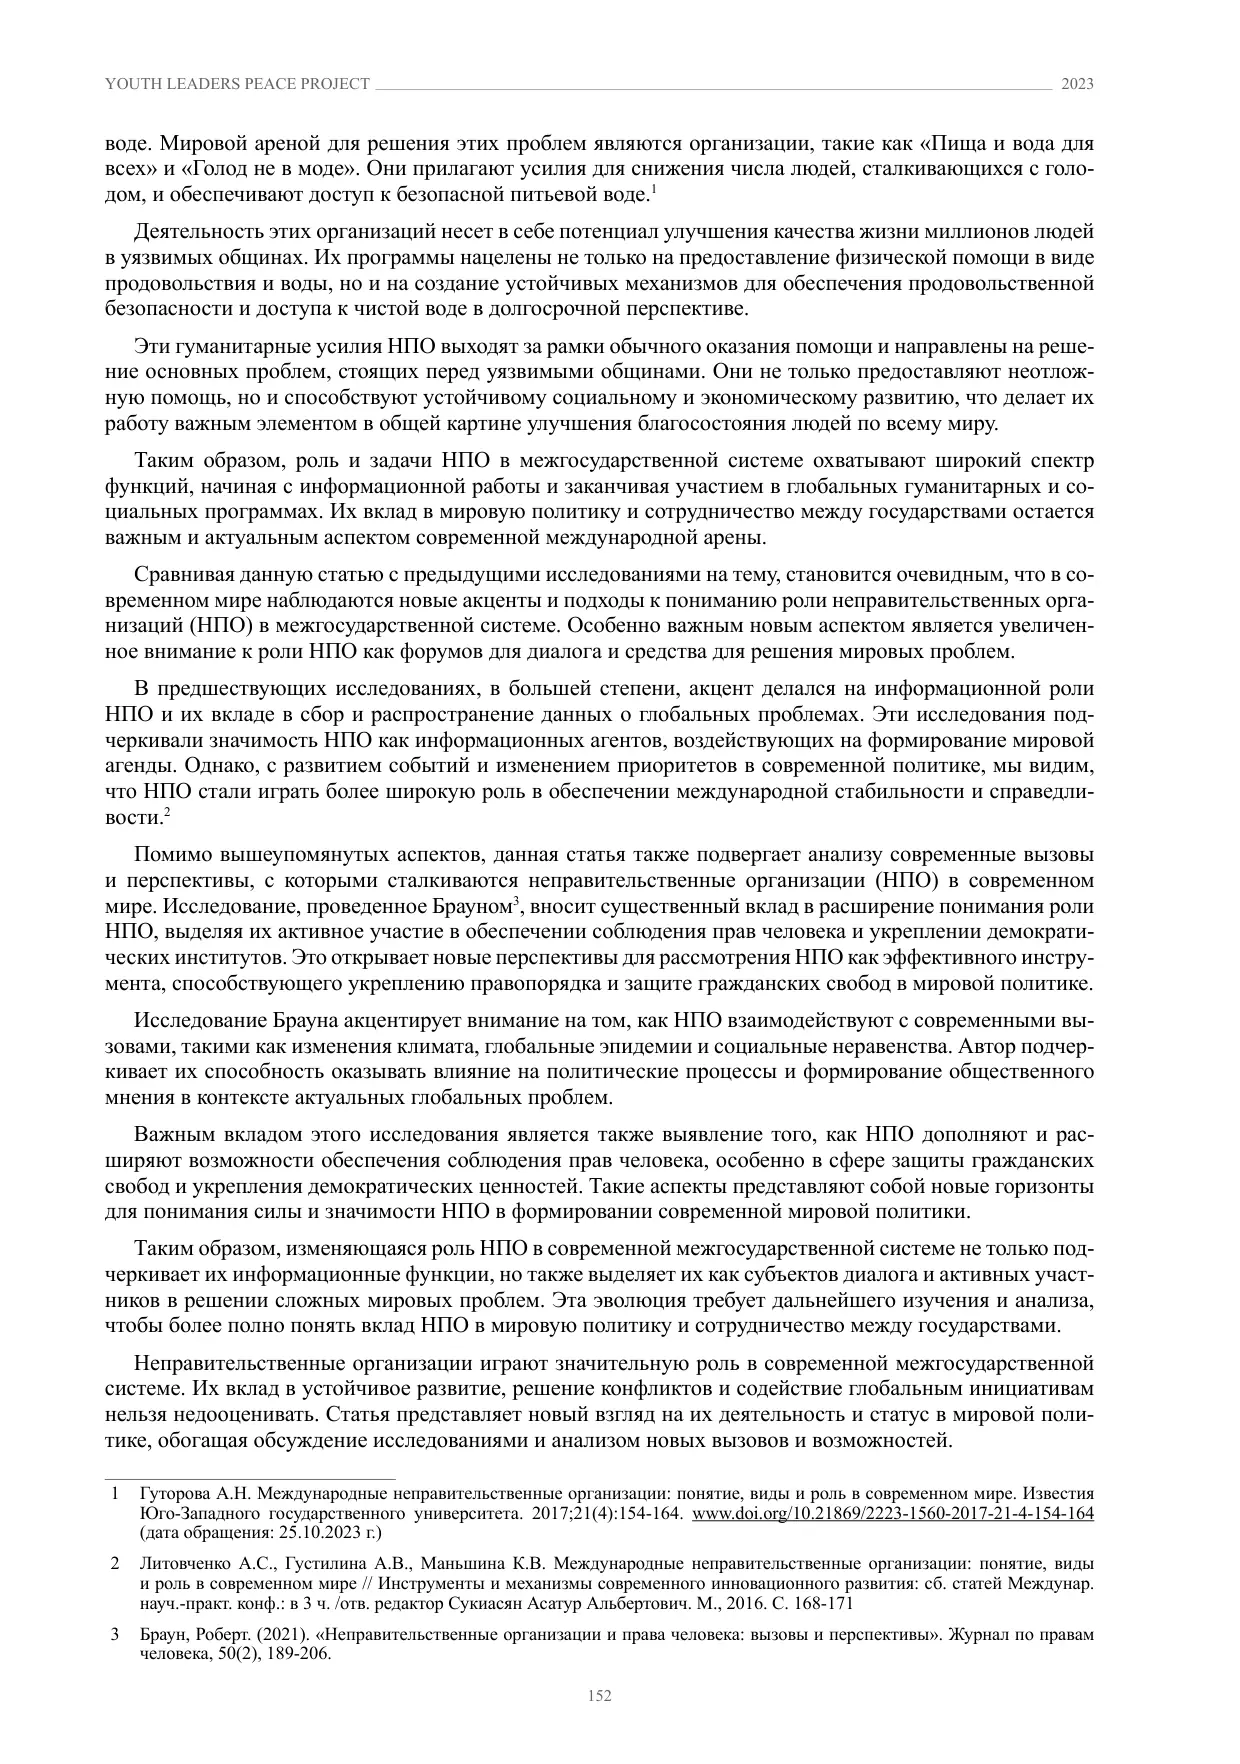 YOUTH LEADERS PEACE PROJECT 2023
воде. Мировой ареной для решения этих проблем являются организации, такие как «Пища и вода для
всех» и «Голод не в моде». Они прилагают усилия для снижения числа людей, сталкивающихся с голо-
дом, и обеспечивают доступ к безопасной питьевой воде.1
Деятельность этих организаций несет в себе потенциал улучшения качества жизни миллионов людей
в уязвимых общинах. Их программы нацелены не только на предоставление физической помощи в виде
продовольствия и воды, но и на создание устойчивых механизмов для обеспечения продовольственной
безопасности и доступа к чистой воде в долгосрочной перспективе.
Эти гуманитарные усилия НПО выходят за рамки обычного оказания помощи и направлены на реше-
ние основных проблем, стоящих перед уязвимыми общинами. Они не только предоставляют неотлож-
ную помощь, но и способствуют устойчивому социальному и экономическому развитию, что делает их
работу важным элементом в общей картине улучшения благосостояния людей по всему миру.
Таким образом, роль и задачи НПО в межгосударственной системе охватывают широкий спектр
функций, начиная с информационной работы и заканчивая участием в глобальных гуманитарных и со-
циальных программах. Их вклад в мировую политику и сотрудничество между государствами остается
важным и актуальным аспектом современной международной арены.
Сравнивая данную статью с предыдущими исследованиями на тему, становится очевидным, что в со-
временном мире наблюдаются новые акценты и подходы к пониманию роли неправительственных орга-
низаций (НПО) в межгосударственной системе. Особенно важным новым аспектом является увеличен-
ное внимание к роли НПО как форумов для диалога и средства для решения мировых проблем.
В предшествующих исследованиях, в большей степени, акцент делался на информационной роли
НПО и их вкладе в сбор и распространение данных о глобальных проблемах. Эти исследования под-
черкивали значимость НПО как информационных агентов, воздействующих на формирование мировой
агенды. Однако, с развитием событий и изменением приоритетов в современной политике, мы видим,
что НПО стали играть более широкую роль в обеспечении международной стабильности и справедли-
вости.2
Помимо вышеупомянутых аспектов, данная статья также подвергает анализу современные вызовы
и перспективы, с которыми сталкиваются неправительственные организации (НПО) в современном
мире. Исследование, проведенное Брауном3, вносит существенный вклад в расширение понимания роли
НПО, выделяя их активное участие в обеспечении соблюдения прав человека и укреплении демократи-
ческих институтов. Это открывает новые перспективы для рассмотрения НПО как эффективного инстру-
мента, способствующего укреплению правопорядка и защите гражданских свобод в мировой политике.
Исследование Брауна акцентирует внимание на том, как НПО взаимодействуют с современными вы-
зовами, такими как изменения климата, глобальные эпидемии и социальные неравенства. Автор подчер-
кивает их способность оказывать влияние на политические процессы и формирование общественного
мнения в контексте актуальных глобальных проблем.
Важным вкладом этого исследования является также выявление того, как НПО дополняют и рас-
ширяют возможности обеспечения соблюдения прав человека, особенно в сфере защиты гражданских
свобод и укрепления демократических ценностей. Такие аспекты представляют собой новые горизонты
для понимания силы и значимости НПО в формировании современной мировой политики.
Таким образом, изменяющаяся роль НПО в современной межгосударственной системе не только под-
черкивает их информационные функции, но также выделяет их как субъектов диалога и активных участ-
ников в решении сложных мировых проблем. Эта эволюция требует дальнейшего изучения и анализа,
чтобы более полно понять вклад НПО в мировую политику и сотрудничество между государствами.
Неправительственные организации играют значительную роль в современной межгосударственной
системе. Их вклад в устойчивое развитие, решение конфликтов и содействие глобальным инициативам
нельзя недооценивать. Статья представляет новый взгляд на их деятельность и статус в мировой поли-
тике, обогащая обсуждение исследованиями и анализом новых вызовов и возможностей.
1 Гуторова А.Н. Международные неправительственные организации: понятие, виды и роль в современном мире. Известия
Юго-Западного государственного университета. 2017;21(4):154-164. www.doi.org/10.21869/2223-1560-2017-21-4-154-164
(дата обращения: 25.10.2023 г.)
2 Литовченко А.С., Густилина А.В., Маньшина К.В. Международные неправительственные организации: понятие, виды
и роль в современном мире // Инструменты и механизмы современного инновационного развития: сб. статей Междунар.
науч.-практ. конф.: в 3 ч. /отв. редактор Сукиасян Асатур Альбертович. М., 2016. С. 168-171
3 Браун, Роберт. (2021). «Неправительственные организации и права человека: вызовы и перспективы». Журнал по правам
человека, 50(2), 189-206.
152